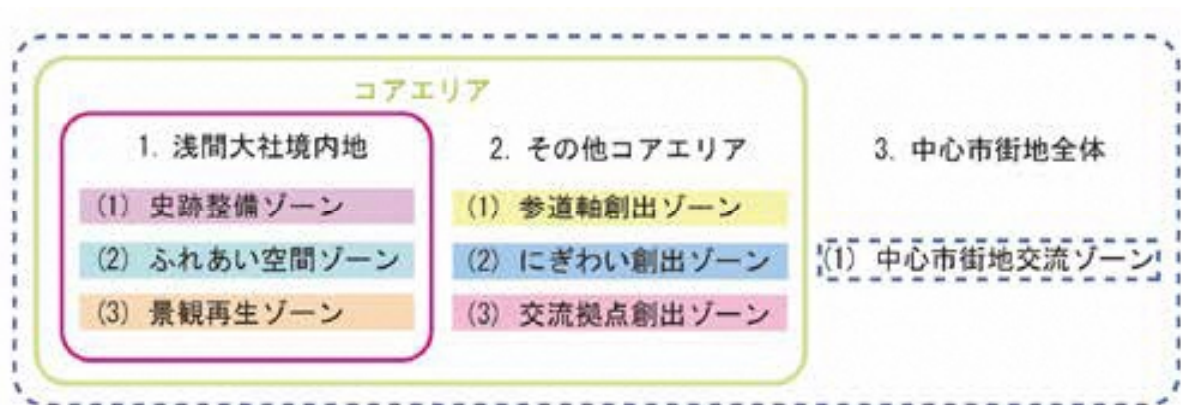 コアエリア
1. 浅間大社境内地
(1) 史跡整備ゾーン
(2) ふれあい空間ゾーン
(3) 景観再生ゾーン
2. その他コアエリア
(1) 参道軸創出ゾーン
(2) にぎわい創出ゾーン
(3) 交流拠点創出ゾーン
3. 中心市街地全体
(1) 中心市街地交流ゾーン